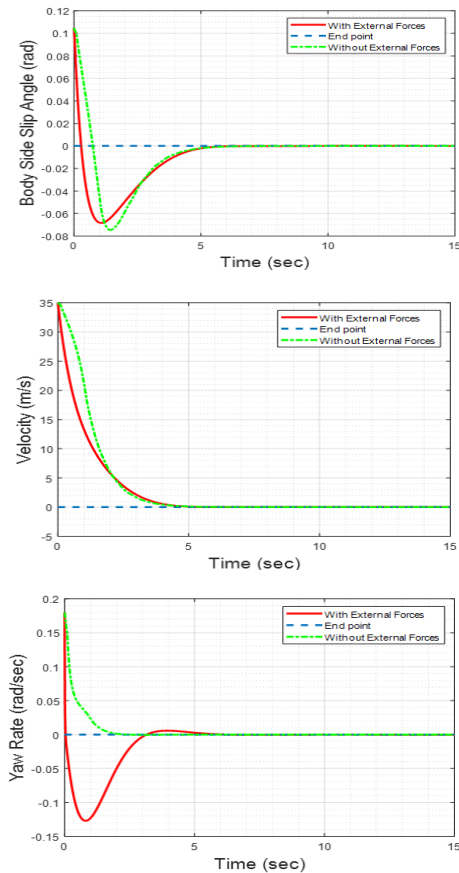 0.12
0.1
0.08
0.06
0.04
0.02
0
-0.02
-0.04
-0.06
-0.08
Body Side Slip Angle (rad)
With External Forces
End point
Without External Forces
0 5 10 15
Time (sec)
35
30
25
20
15
10
5
0
-5
Velocity (m/s)
With External Forces
End point
Without External Forces
0 5 10 15
Time (sec)
0.2
0.15
0.1
0.05
0
-0.05
-0.1
-0.15
Yaw Rate (rad/sec)
With External Forces
End point
Without External Forces
0 5 10 15
Time (sec)